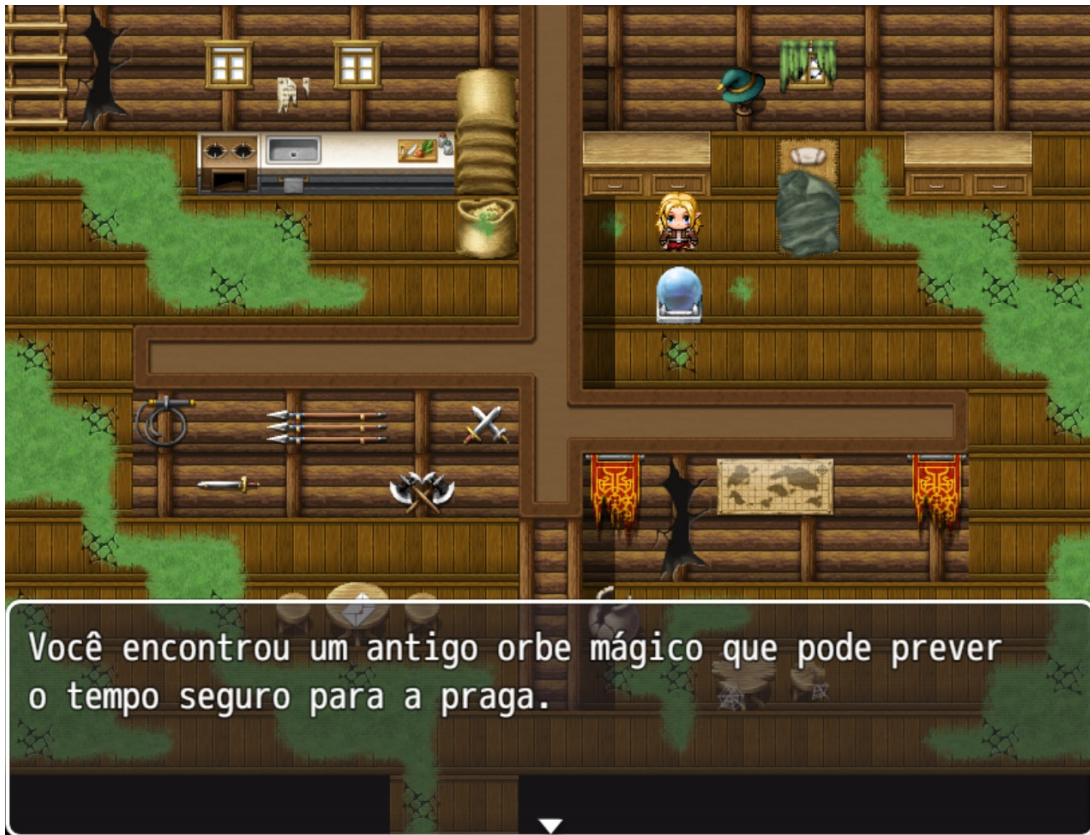 Você encontrou um antigo orbe mágico que pode prever
o tempo seguro para a praga.